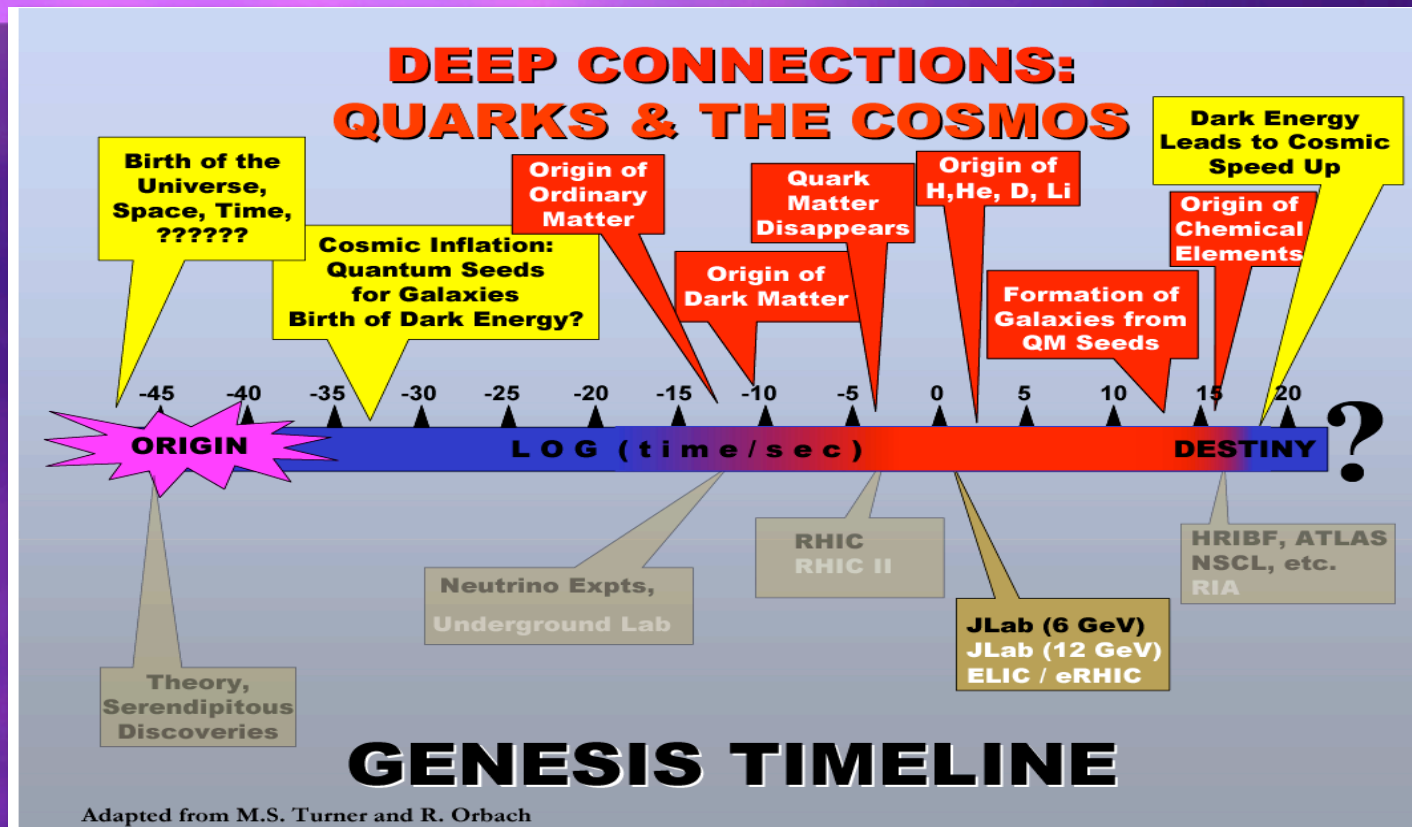 DEEP CONNECTIONS:
QUARKS & THE COSMOS
Birth of the
Universe,
Space, Time,
??????
Cosmic Inflation:
Quantum Seeds
for Galaxies
Birth of Dark Energy?
Origin of
Ordinary
Matter
Origin of
Dark Matter
Quark
Matter
Disappears
Origin of
H,He, D, Li
Formation of
Galaxies from
QM Seeds
Origin of
Chemical
Elements
Dark Energy
Leads to Cosmic
Speed Up
-45 -40 -35 -30 -25 -20 -15 -10 -5 0 5 10 15 20
ORIGIN LOG (time/sec) DESTINY ?
Theory,
Serendipitous
Discoveries
Neutrino Expts,
Underground Lab
RHIC
RHIC II
JLab (6 GeV)
JLab (12 GeV)
ELIC / eRHIC
HRIBF, ATLAS
NSCL, etc.
RIA
GENESIS TIMELINE
Adapted from M.S. Turner and R. Orbach